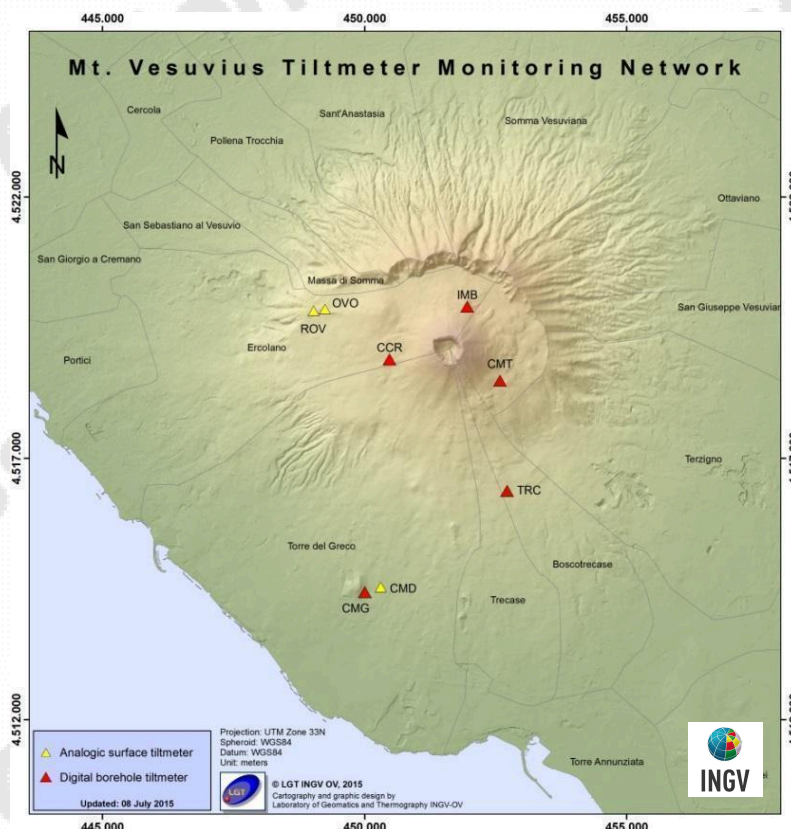 445.000 450.000 455.000
Mt. Vesuvius Tiltmeter Monitoring Network
Cercola
Sant'Anastasia
Somma Vesuviana
Pollena Trocchia
N
4.522.000
Ottaviano
San Sebastiano al Vesuvio
San Giorgio a Cremano
Massa di Somma
OVO
IMB
San Giuseppe Vesuviar
ROV
CCR
Ercolano
Portici
CMT
4.517.000
Terzigno
TRC
Torre del Greco
Boscotrecase
CMD
CMG
Trecase
4.512.000
Analogic surface tiltmeter
Digital borehole tiltmeter
Updated: 08 July 2015
Projection: UTM Zone 33N
Spheroid: WGS84
Datum: WGS84
Unit: meters
LGT
© LGT INGV OV, 2015
Cartography and graphic design by
Laboratory of Geomatics and Thermography INGV-OV
Torre Annunziata
INGV
445.000 450.000 455.000